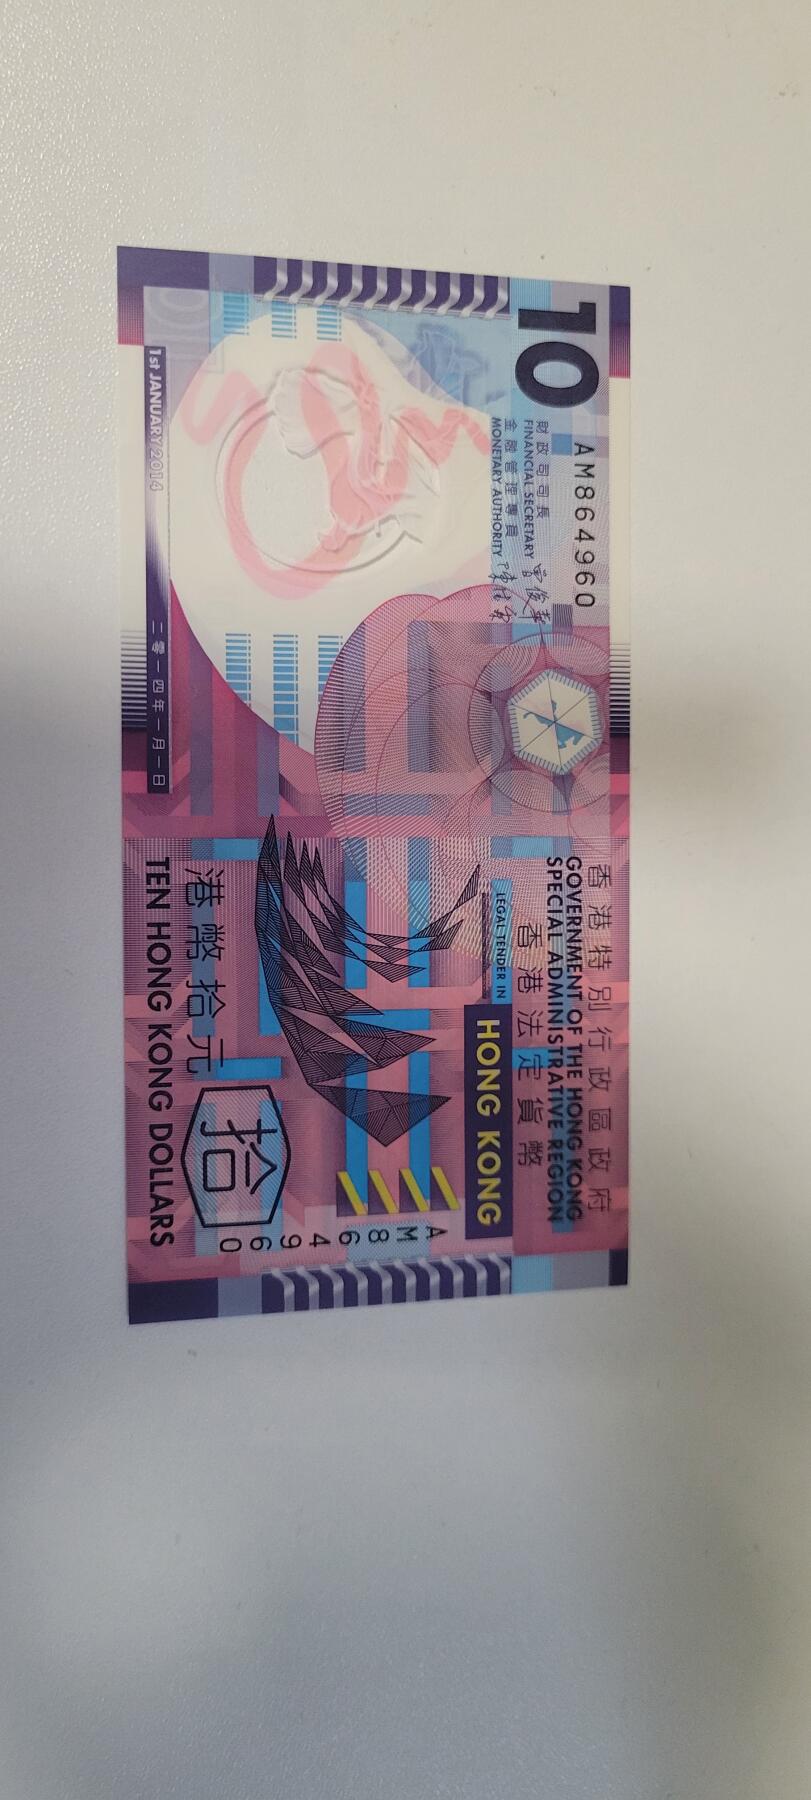 10
AM864960
財政司司長
FINANCIAL SECRETARY
金融管理專員
MONETARY AUTHORITY
1st JANUARY 2014
二零一四年一月一日
香港特別行政區政府
GOVERNMENT OF THE HONG KONG
SPECIAL ADMINISTRATIVE REGION
香港法定貨幣
LEGAL TENDER IN
HONG KONG
AM864960
拾
港幣拾元
TEN HONG KONG DOLLARS